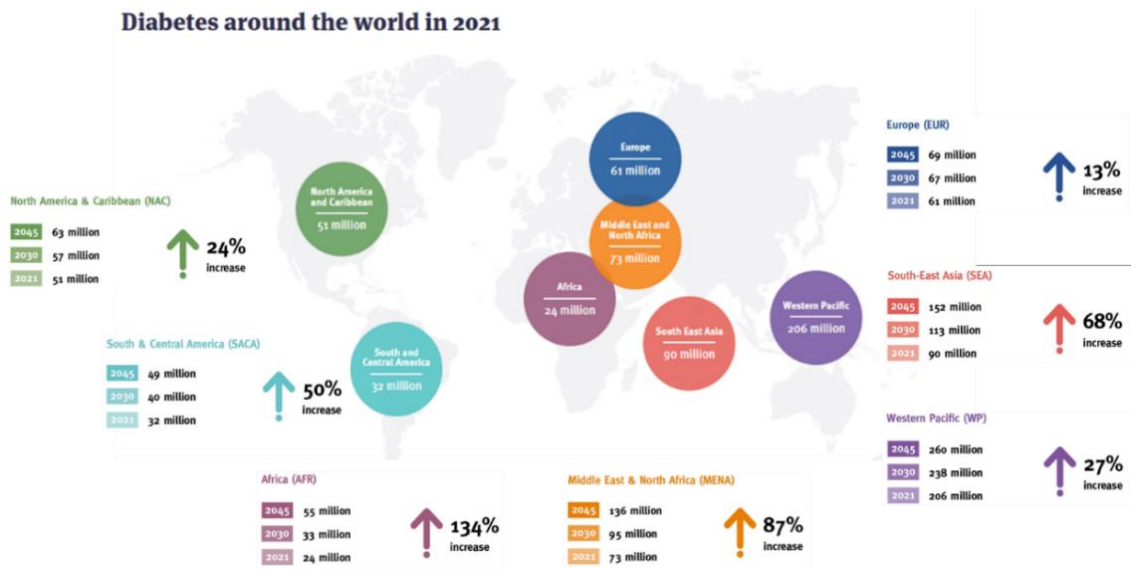 Diabetes around the world in 2021
Europe
61 million
North America
and Caribbean
51 million
Middle East and
North Africa
73 million
Africa
24 million
Western Pacific
206 million
South East Asia
90 million
South and
Central America
32 million
North America & Caribbean (NAC)
2045 63 million
2030 57 million
2021 51 million
24%
increase
South & Central America (SACA)
2045 49 million
2030 40 million
2021 32 million
50%
increase
Africa (AFR)
2045 55 million
2030 33 million
2021 24 million
134%
increase
Middle East & North Africa (MENA)
2045 136 million
2030 95 million
2021 73 million
87%
increase
Europe (EUR)
2045 69 million
2030 67 million
2021 61 million
13%
increase
South-East Asia (SEA)
2045 152 million
2030 113 million
2021 90 million
68%
increase
Western Pacific (WP)
2045 260 million
2030 238 million
2021 206 million
27%
increase